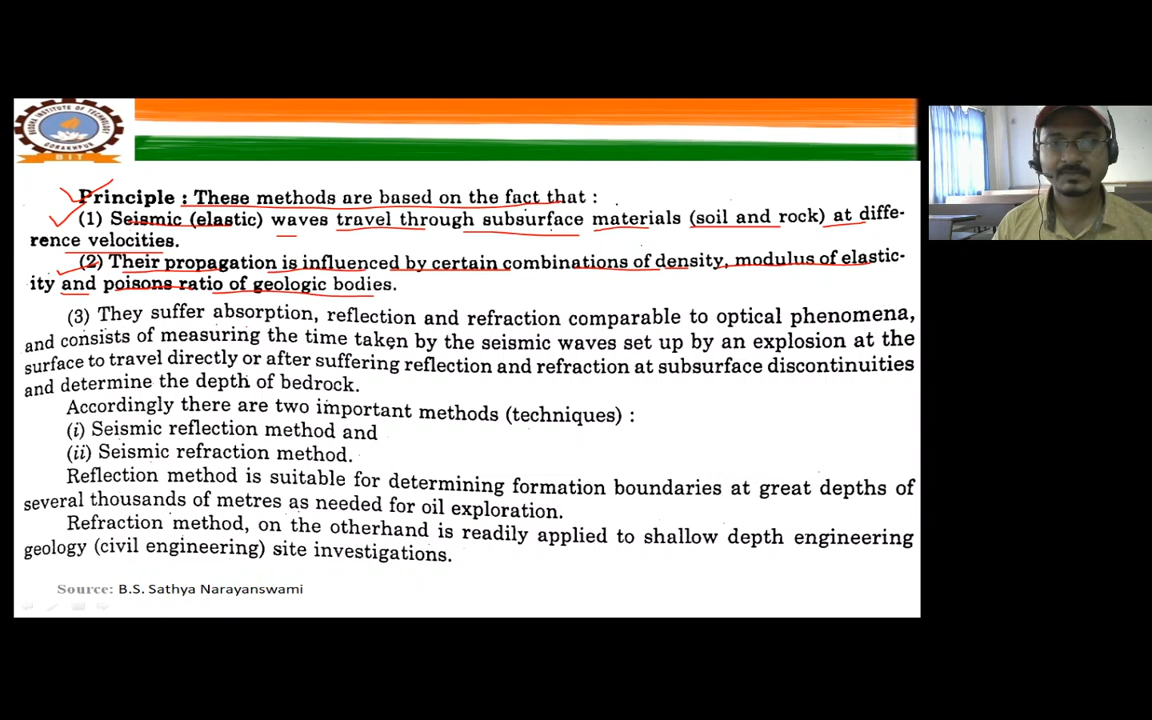 BUDDHA INSTITUTE OF TECHNOLOGY
GORAKHPUR
BIT
Principle : These methods are based on the fact that :
(1) Seismic (elastic) waves travel through subsurface materials (soil and rock) at diffe-
rence velocities.
(2) Their propagation is influenced by certain combinations of density, modulus of elastic-
ity and poisons ratio of geologic bodies.
(3) They suffer absorption, reflection and refraction comparable to optical phenomena,
and consists of measuring the time taken by the seismic waves set up by an explosion at the
surface to travel directly or after suffering reflection and refraction at subsurface discontinuities
and determine the depth of bedrock.
Accordingly there are two important methods (techniques) :
(i) Seismic reflection method and
(ii) Seismic refraction method.
Reflection method is suitable for determining formation boundaries at great depths of
several thousands of metres as needed for oil exploration.
Refraction method, on the otherhand is readily applied to shallow depth engineering
geology (civil engineering) site investigations.
Source: B.S. Sathya Narayanswami